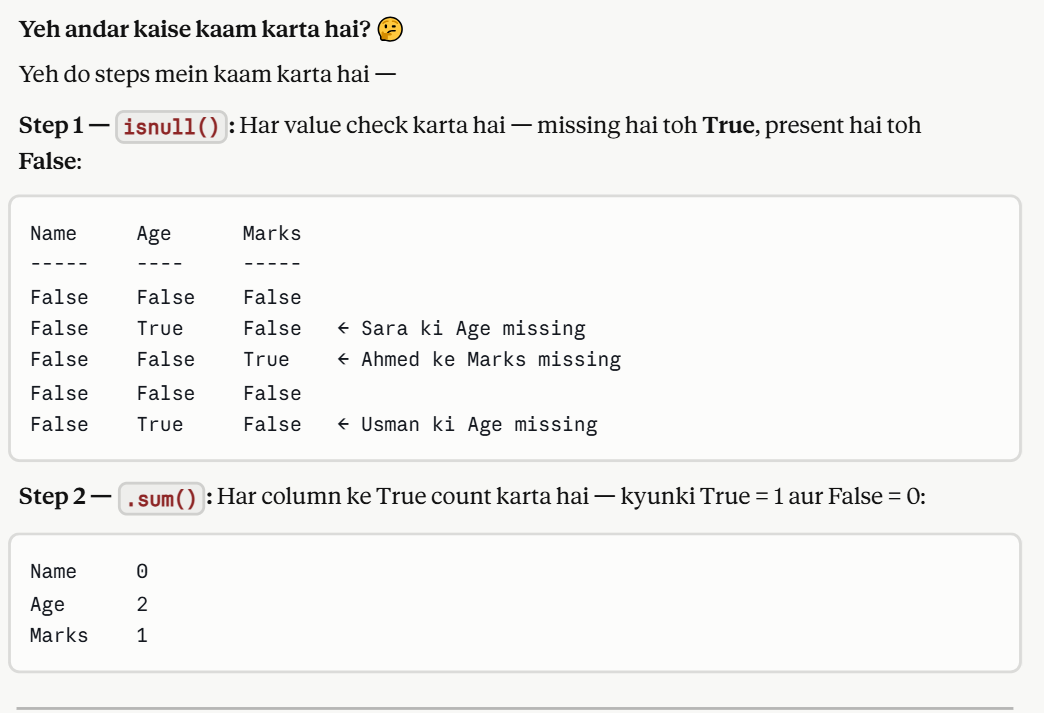 Yeh andar kaise kaam karta hai? 🤔
Yeh do steps mein kaam karta hai —
Step 1 — isnull() : Har value check karta hai — missing hai toh True, present hai toh
False:
Name Age Marks
----- ---- -----
False False False
False True False ← Sara ki Age missing
False False True ← Ahmed ke Marks missing
False False False
False True False ← Usman ki Age missing
Step 2 — .sum() : Har column ke True count karta hai — kyunki True = 1 aur False = 0:
Name 0
Age 2
Marks 1